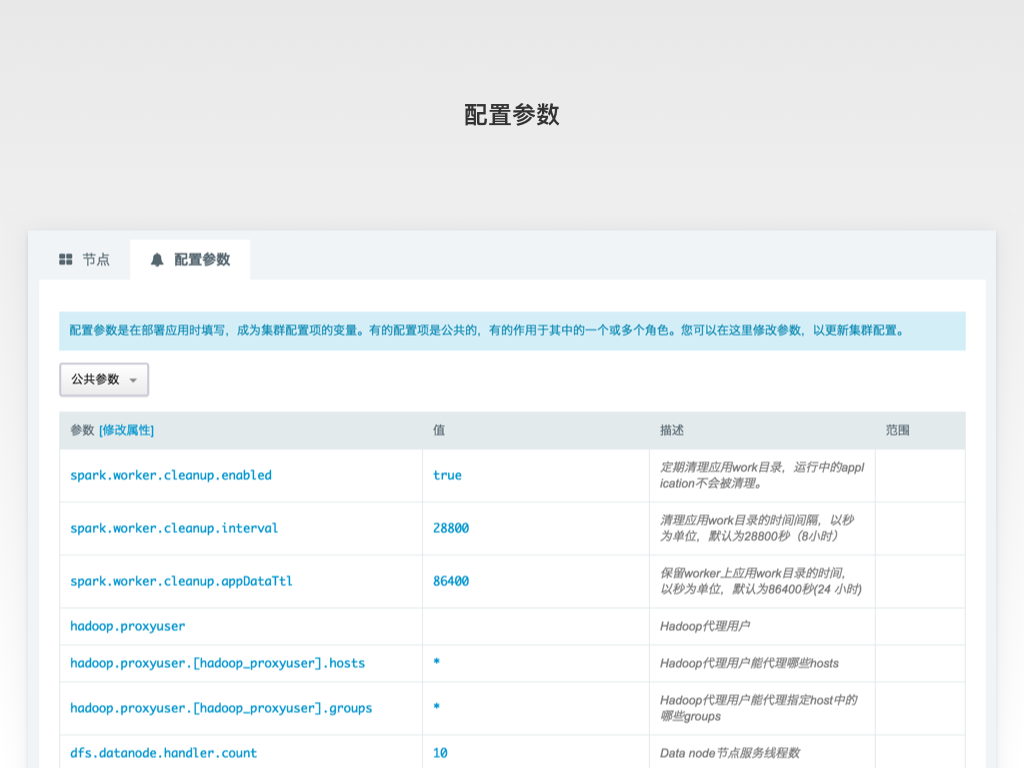 配置参数
节点 配置参数
配置参数是在部署应用时填写，成为集群配置项的变量。有的配置项是公共的，有的作用于其中的一个或多个角色。您可以在这里修改参数，以更新集群配置。
公共参数
参数 [修改属性] 值 描述 范围
spark.worker.cleanup.enabled true 定期清理应用work目录，运行中的appl
ication不会被清理。
spark.worker.cleanup.interval 28800 清理应用work目录的时间间隔，以秒
为单位，默认为28800秒（8小时）
spark.worker.cleanup.appDataTtl 86400 保留worker上应用work目录的时间，
以秒为单位，默认为86400秒(24 小时)
hadoop.proxyuser Hadoop代理用户
hadoop.proxyuser.[hadoop_proxyuser].hosts * Hadoop代理用户能代理哪些hosts
hadoop.proxyuser.[hadoop_proxyuser].groups * Hadoop代理用户能代理指定host中的
哪些groups
dfs.datanode.handler.count 10 Data node节点服务线程数